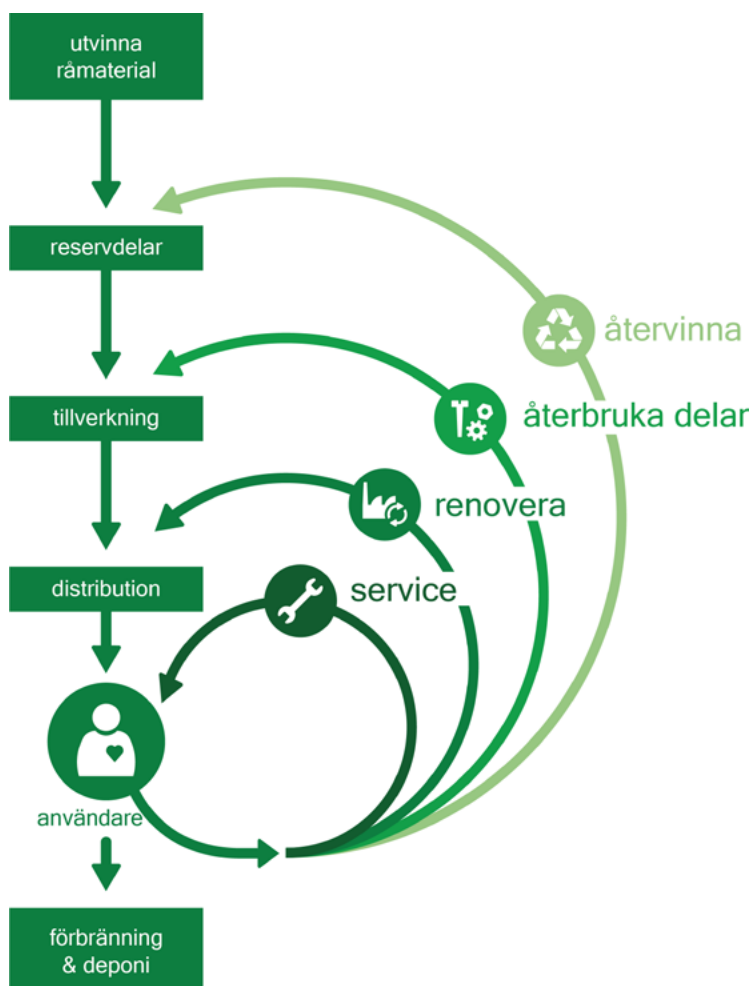 utvinna
råmaterial
reservdelar
återvinna
tillverkning
återbruka delar
renovera
distribution
service
användare
förbränning
& deponi